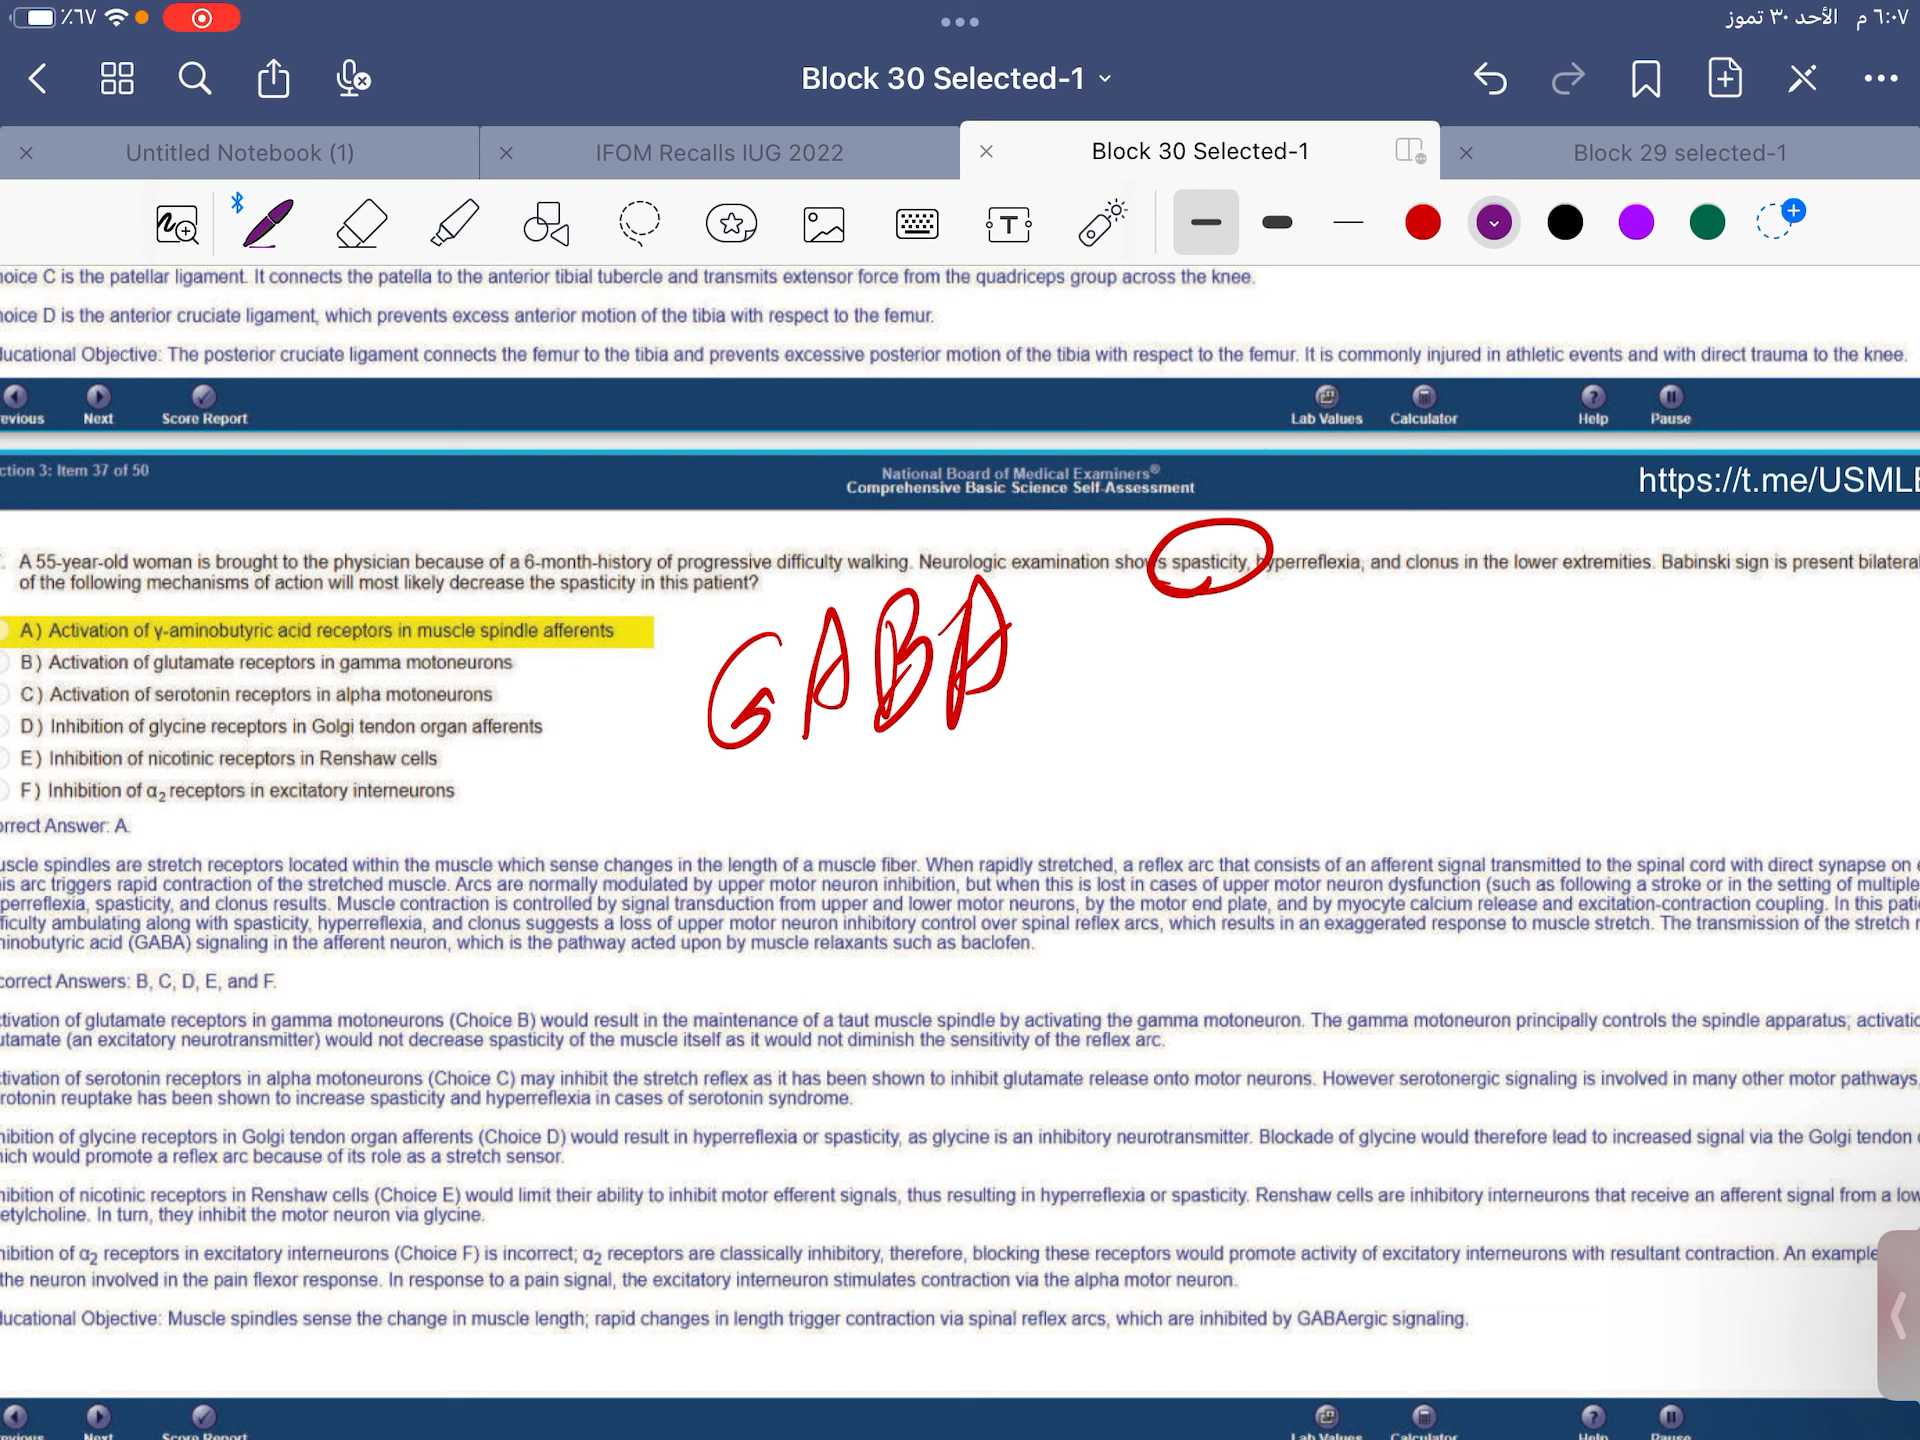 ٪٦٧
الأحد ٣٠ تموز ٦:٠٧ م
Block 30 Selected-1
Untitled Notebook (1)
IFOM Recalls IUG 2022
Block 30 Selected-1
Block 29 selected-1
T
hoice C is the patellar ligament. It connects the patella to the anterior tibial tubercle and transmits extensor force from the quadriceps group across the knee.
hoice D is the anterior cruciate ligament, which prevents excess anterior motion of the tibia with respect to the femur.
ducational Objective: The posterior cruciate ligament connects the femur to the tibia and prevents excessive posterior motion of the tibia with respect to the femur. It is commonly injured in athletic events and with direct trauma to the knee.
evious Next Score Report Lab Values Calculator Help Pause
ction 3: Item 37 of 50
National Board of Medical Examiners®
Comprehensive Basic Science Self-Assessment
https://t.me/USMLE
A 55-year-old woman is brought to the physician because of a 6-month-history of progressive difficulty walking. Neurologic examination shows spasticity, hyperreflexia, and clonus in the lower extremities. Babinski sign is present bilateral
of the following mechanisms of action will most likely decrease the spasticity in this patient?
GABA
A) Activation of γ-aminobutyric acid receptors in muscle spindle afferents
B) Activation of glutamate receptors in gamma motoneurons
C) Activation of serotonin receptors in alpha motoneurons
D) Inhibition of glycine receptors in Golgi tendon organ afferents
E) Inhibition of nicotinic receptors in Renshaw cells
F) Inhibition of α2 receptors in excitatory interneurons
orrect Answer: A.
uscle spindles are stretch receptors located within the muscle which sense changes in the length of a muscle fiber. When rapidly stretched, a reflex arc that consists of an afferent signal transmitted to the spinal cord with direct synapse on
is arc triggers rapid contraction of the stretched muscle. Arcs are normally modulated by upper motor neuron inhibition, but when this is lost in cases of upper motor neuron dysfunction (such as following a stroke or in the setting of multiple
perreflexia, spasticity, and clonus results. Muscle contraction is controlled by signal transduction from upper and lower motor neurons, by the motor end plate, and by myocyte calcium release and excitation-contraction coupling. In this pati
fficulty ambulating along with spasticity, hyperreflexia, and clonus suggests a loss of upper motor neuron inhibitory control over spinal reflex arcs, which results in an exaggerated response to muscle stretch. The transmission of the stretch
minobutyric acid (GABA) signaling in the afferent neuron, which is the pathway acted upon by muscle relaxants such as baclofen.
correct Answers: B, C, D, E, and F.
tivation of glutamate receptors in gamma motoneurons (Choice B) would result in the maintenance of a taut muscle spindle by activating the gamma motoneuron. The gamma motoneuron principally controls the spindle apparatus; activatio
utamate (an excitatory neurotransmitter) would not decrease spasticity of the muscle itself as it would not diminish the sensitivity of the reflex arc.
tivation of serotonin receptors in alpha motoneurons (Choice C) may inhibit the stretch reflex as it has been shown to inhibit glutamate release onto motor neurons. However serotonergic signaling is involved in many other motor pathways,
rotonin reuptake has been shown to increase spasticity and hyperreflexia in cases of serotonin syndrome.
hibition of glycine receptors in Golgi tendon organ afferents (Choice D) would result in hyperreflexia or spasticity, as glycine is an inhibitory neurotransmitter. Blockade of glycine would therefore lead to increased signal via the Golgi tendon
hich would promote a reflex arc because of its role as a stretch sensor.
hibition of nicotinic receptors in Renshaw cells (Choice E) would limit their ability to inhibit motor efferent signals, thus resulting in hyperreflexia or spasticity. Renshaw cells are inhibitory interneurons that receive an afferent signal from a low
etylcholine. In turn, they inhibit the motor neuron via glycine.
hibition of α2 receptors in excitatory interneurons (Choice F) is incorrect; α2 receptors are classically inhibitory, therefore, blocking these receptors would promote activity of excitatory interneurons with resultant contraction. An example
the neuron involved in the pain flexor response. In response to a pain signal, the excitatory interneuron stimulates contraction via the alpha motor neuron.
ducational Objective: Muscle spindles sense the change in muscle length; rapid changes in length trigger contraction via spinal reflex arcs, which are inhibited by GABAergic signaling.
evious Next Score Report Lab Values Calculator Help Pause